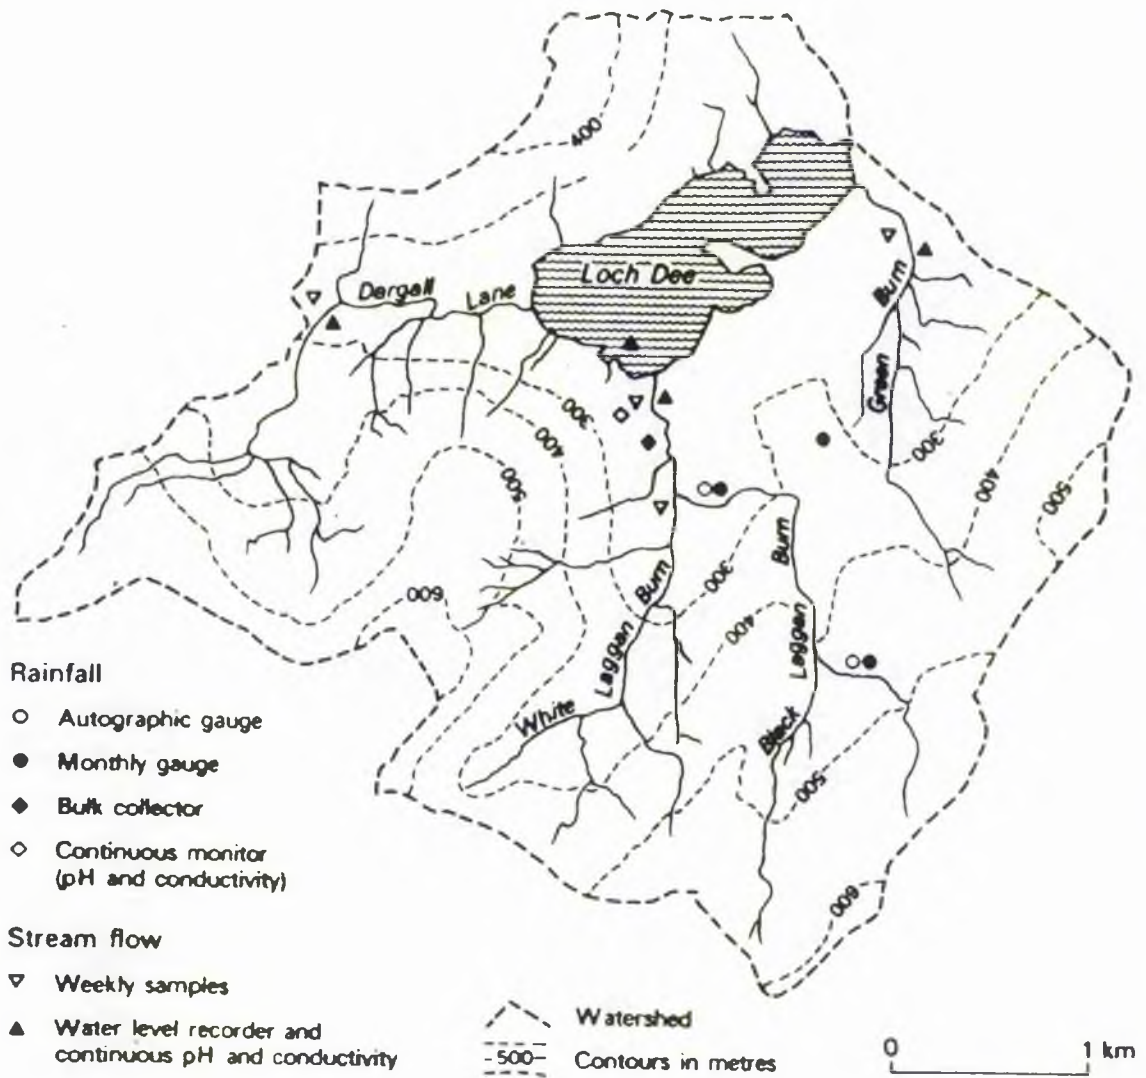 400
Loch Dee
Dargall Lane
Green Burn
300
400
500
300
400
500
600
300
400
White Laggan Burn
Black Laggan Burn
500
600
Rainfall
Autographic gauge
Monthly gauge
Bulk collector
Continuous monitor
(pH and conductivity)
Stream flow
Weekly samples
Water level recorder and
continuous pH and conductivity
Watershed
-500-
Contours in metres
0 1 km